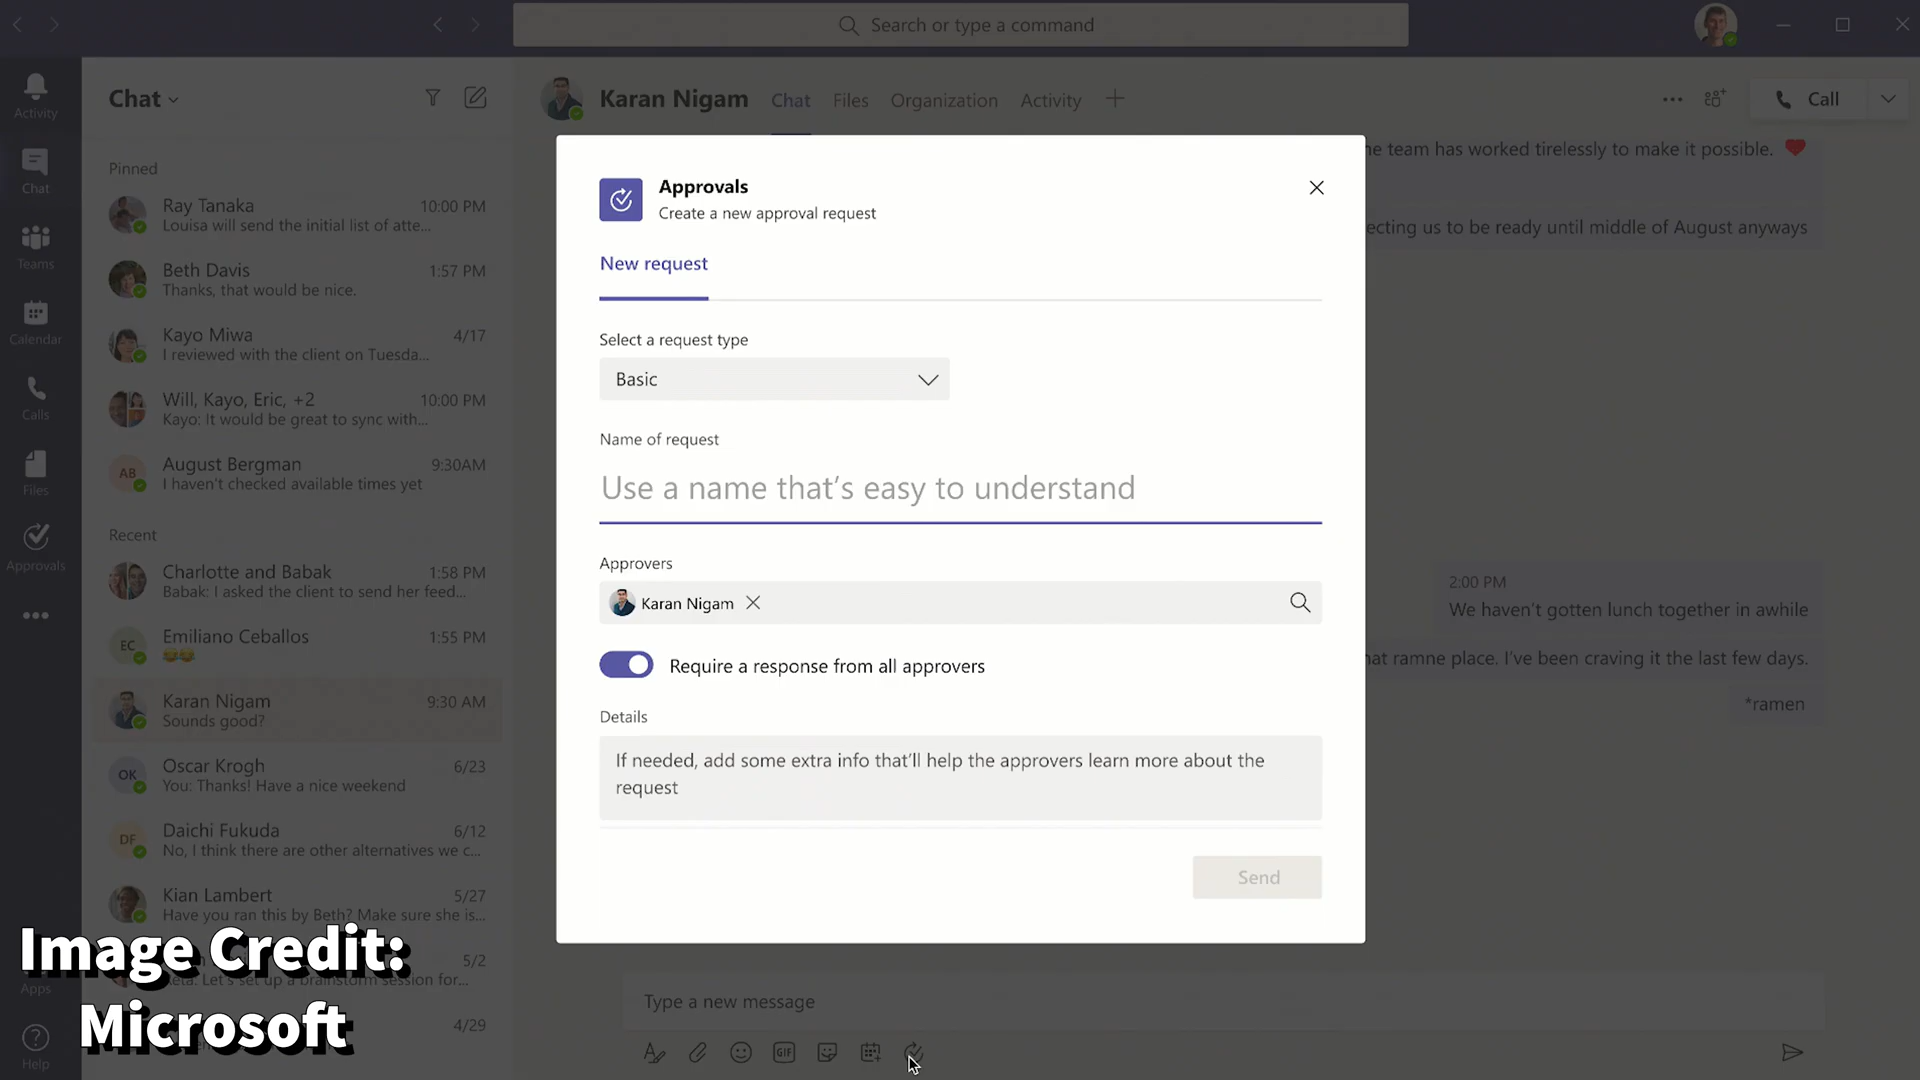 Search or type a command
Activity
Chat
Teams
Calendar
Calls
Files
Approvals
Apps
Help
Chat
Pinned
Ray Tanaka 10:00 PM
Louisa will send the initial list of atte...
Beth Davis 1:57 PM
Thanks, that would be nice.
Kayo Miwa 4/17
I reviewed with the client on Tuesda...
Will, Kayo, Eric, +2 10:00 PM
Kayo: It would be great to sync with...
AB August Bergman 9:30AM
I haven't checked available times yet
Recent
Charlotte and Babak 1:58 PM
Babak: I asked the client to send her feed...
EC Emiliano Ceballos 1:55 PM
Karan Nigam 9:30 AM
Sounds good?
OK Oscar Krogh 6/23
You: Thanks! Have a nice weekend
DF Daichi Fukuda 6/12
No, I think there are other alternatives we c...
Kian Lambert 5/27
Have you ran this by Beth? Make sure she is...
5/2
Let's set up a brainstorm session for...
4/29
Karan Nigam Chat Files Organization Activity
Call
team has worked tirelessly to make it possible.
us to be ready until middle of August anyways
2:00 PM
We haven't gotten lunch together in awhile
ramne place. I've been craving it the last few days.
*ramen
Approvals
Create a new approval request
New request
Select a request type
Basic
Name of request
Use a name that's easy to understand
Approvers
Karan Nigam
Require a response from all approvers
Details
If needed, add some extra info that'll help the approvers learn more about the
request
Send
Type a new message
GIF
Image Credit:
Microsoft